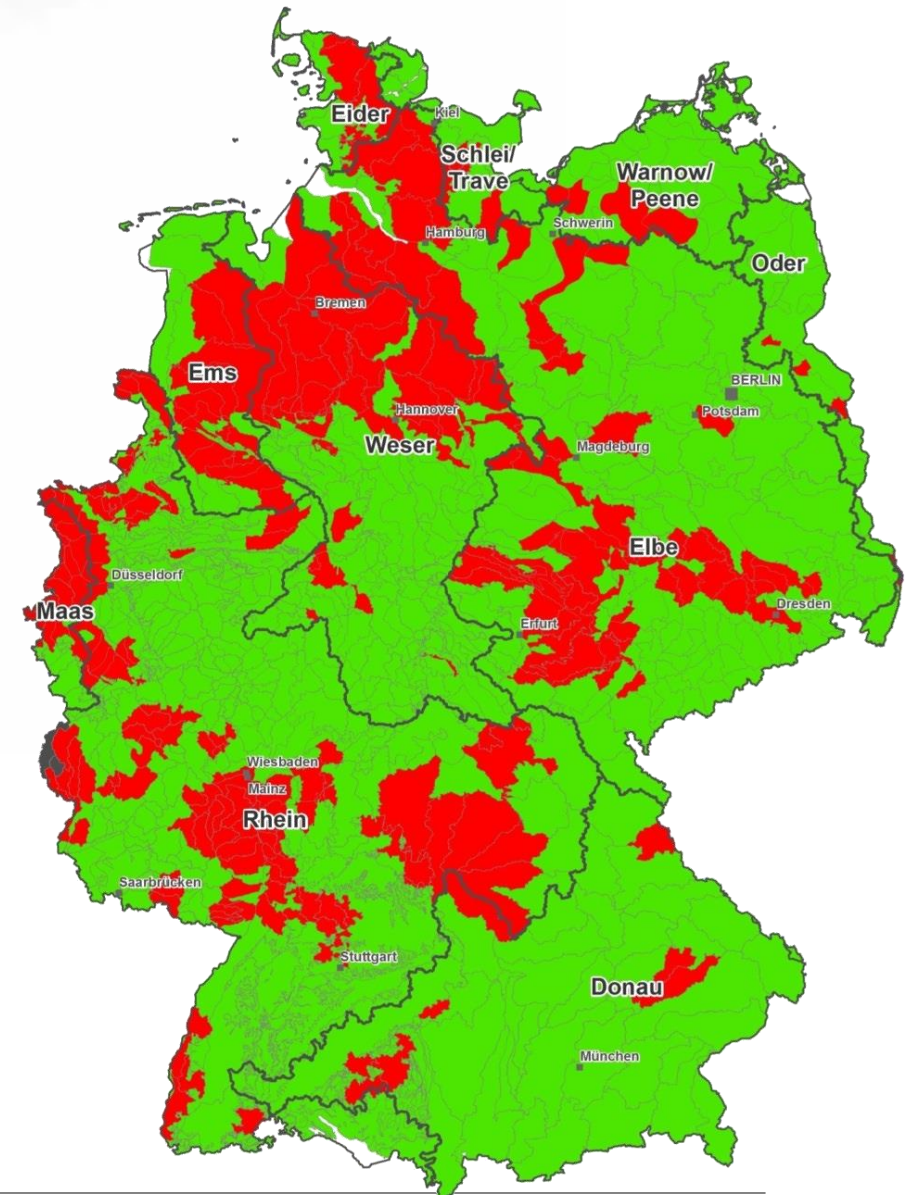 Eider
Kiel
Schlei/
Trave
Warnow/
Peene
Schwerin
Hamburg
Oder
Bremen
Ems
BERLIN
Hannover
Potsdam
Weser
Magdeburg
Elbe
Düsseldorf
Maas
Dresden
Erfurt
Wiesbaden
Mainz
Rhein
Saarbrücken
Stuttgart
Donau
München